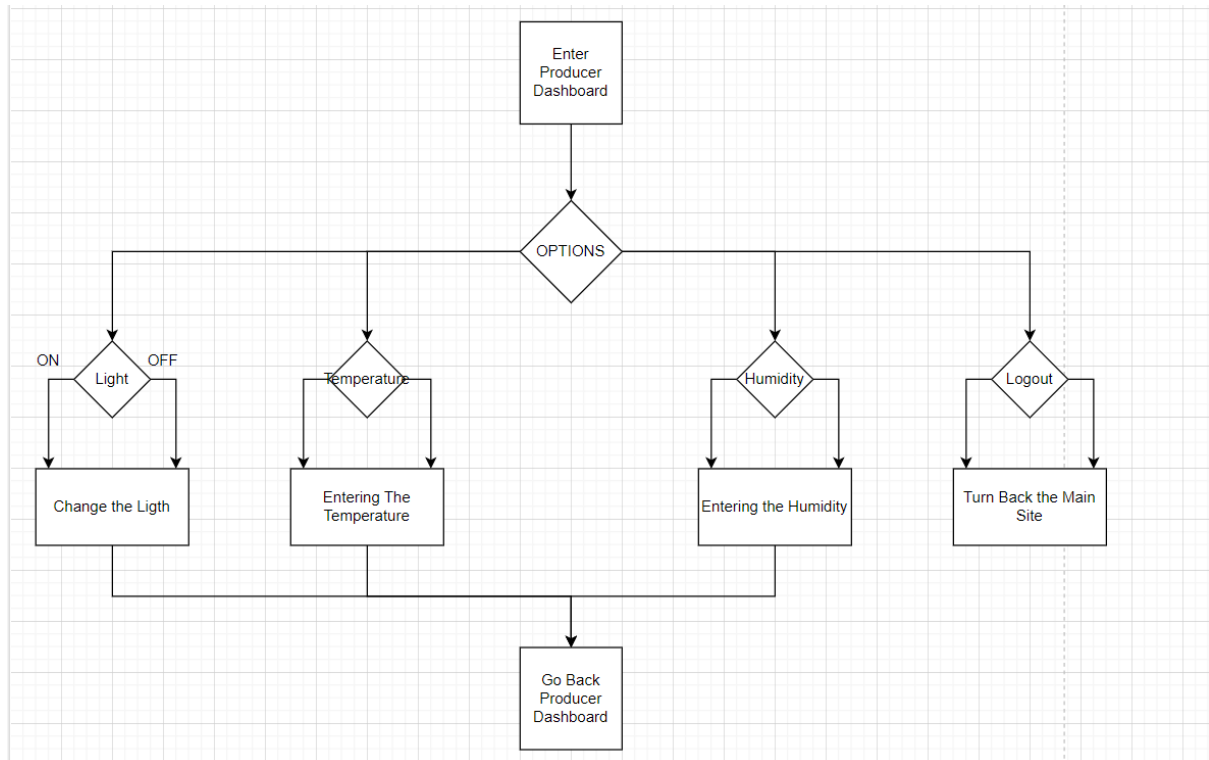 Enter
Producer
Dashboard
OPTIONS
ON
OFF
Light
Temperature
Humidity
Logout
Change the Ligth
Entering The
Temperature
Entering the Humidity
Turn Back the Main
Site
Go Back
Producer
Dashboard